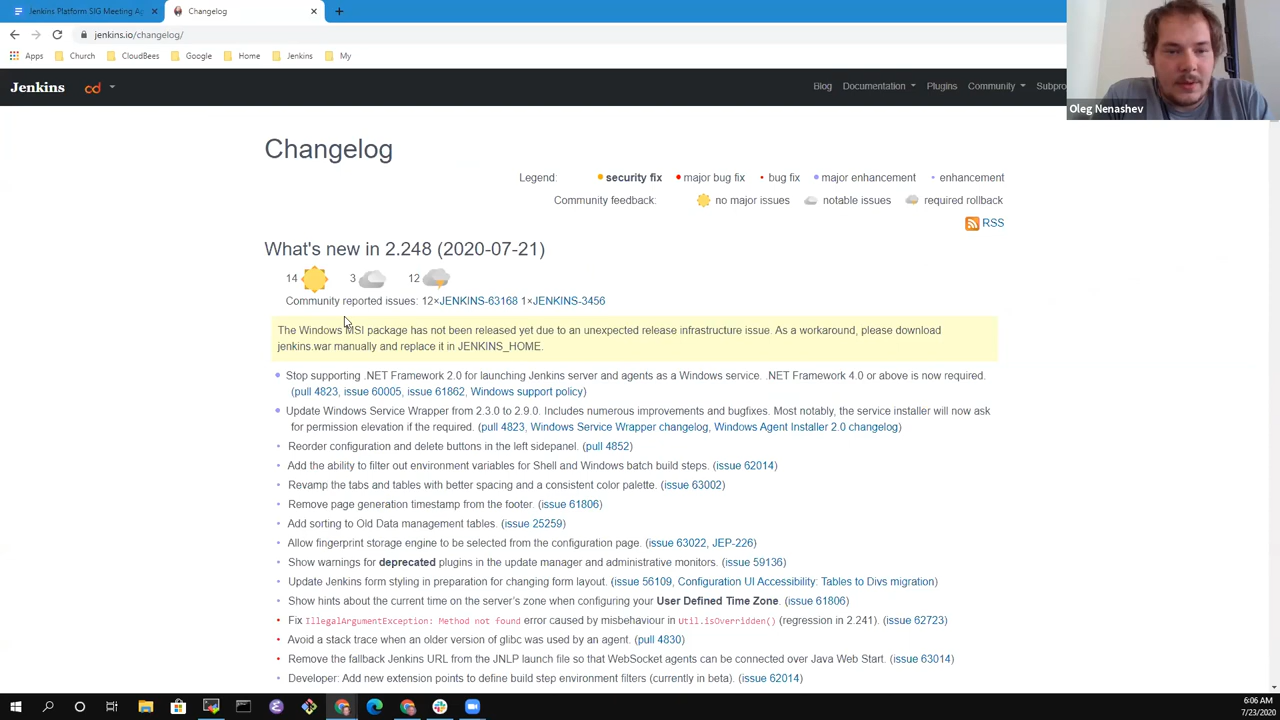 Jenkins Platform SIG Meeting Ag
Changelog
jenkins.io/changelog/
Apps Church CloudBees Google Home Jenkins My
Jenkins cd Blog Documentation Plugins Community Subpro
Oleg Nenashev
Changelog
Legend: security fix major bug fix bug fix major enhancement enhancement
Community feedback: no major issues notable issues required rollback
RSS
What's new in 2.248 (2020-07-21)
14 3 12
Community reported issues: 12×JENKINS-63168 1×JENKINS-3456
The Windows MSI package has not been released yet due to an unexpected release infrastructure issue. As a workaround, please download
jenkins.war manually and replace it in JENKINS_HOME.
Stop supporting .NET Framework 2.0 for launching Jenkins server and agents as a Windows service. .NET Framework 4.0 or above is now required.
(pull 4823, issue 60005, issue 61862, Windows support policy)
Update Windows Service Wrapper from 2.3.0 to 2.9.0. Includes numerous improvements and bugfixes. Most notably, the service installer will now ask
for permission elevation if the required. (pull 4823, Windows Service Wrapper changelog, Windows Agent Installer 2.0 changelog)
Reorder configuration and delete buttons in the left sidepanel. (pull 4852)
Add the ability to filter out environment variables for Shell and Windows batch build steps. (issue 62014)
Revamp the tabs and tables with better spacing and a consistent color palette. (issue 63002)
Remove page generation timestamp from the footer. (issue 61806)
Add sorting to Old Data management tables. (issue 25259)
Allow fingerprint storage engine to be selected from the configuration page. (issue 63022, JEP-226)
Show warnings for deprecated plugins in the update manager and administrative monitors. (issue 59136)
Update Jenkins form styling in preparation for changing form layout. (issue 56109, Configuration UI Accessibility: Tables to Divs migration)
Show hints about the current time on the server's zone when configuring your User Defined Time Zone. (issue 61806)
Fix IllegalArgumentException: Method not found error caused by misbehaviour in Util.isOverridden() (regression in 2.241). (issue 62723)
Avoid a stack trace when an older version of glibc was used by an agent. (pull 4830)
Remove the fallback Jenkins URL from the JNLP launch file so that WebSocket agents can be connected over Java Web Start. (issue 63014)
Developer: Add new extension points to define build step environment filters (currently in beta). (issue 62014)
6:06 AM
7/23/2020